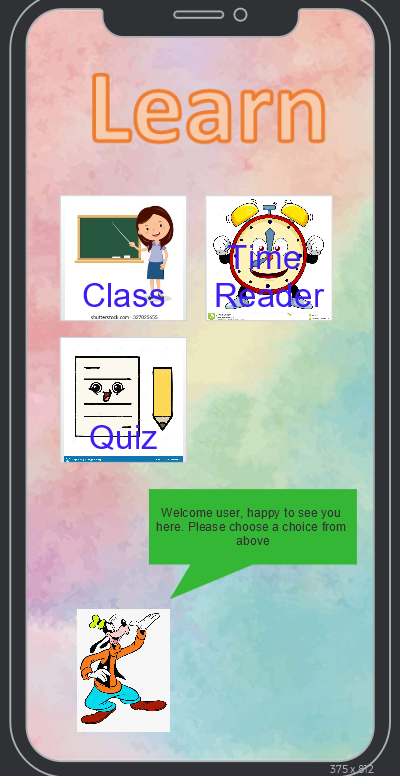 Learn
Class
shutterstock.com · 327025655
Time
Reader
Quiz
Welcome user, happy to see you
here. Please choose a choice from
above
375 x 812